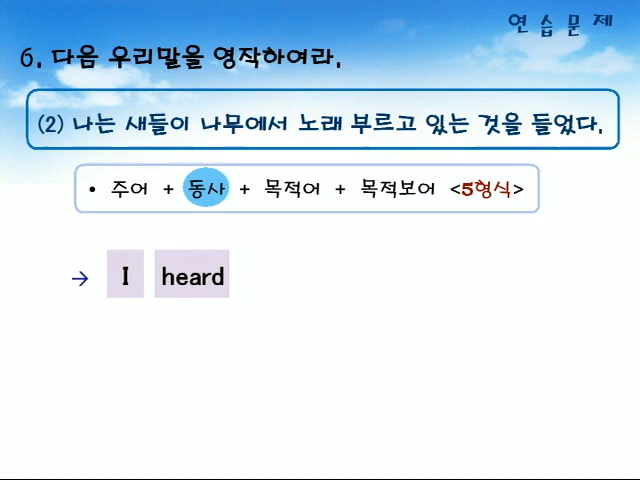 연 습 문 제
6. 다음 우리말을 영작하여라.
(2) 나는 새들이 나무에서 노래 부르고 있는 것을 들었다.
• 주어 + 동사 + 목적어 + 목적보어 <5형식>
→ I heard